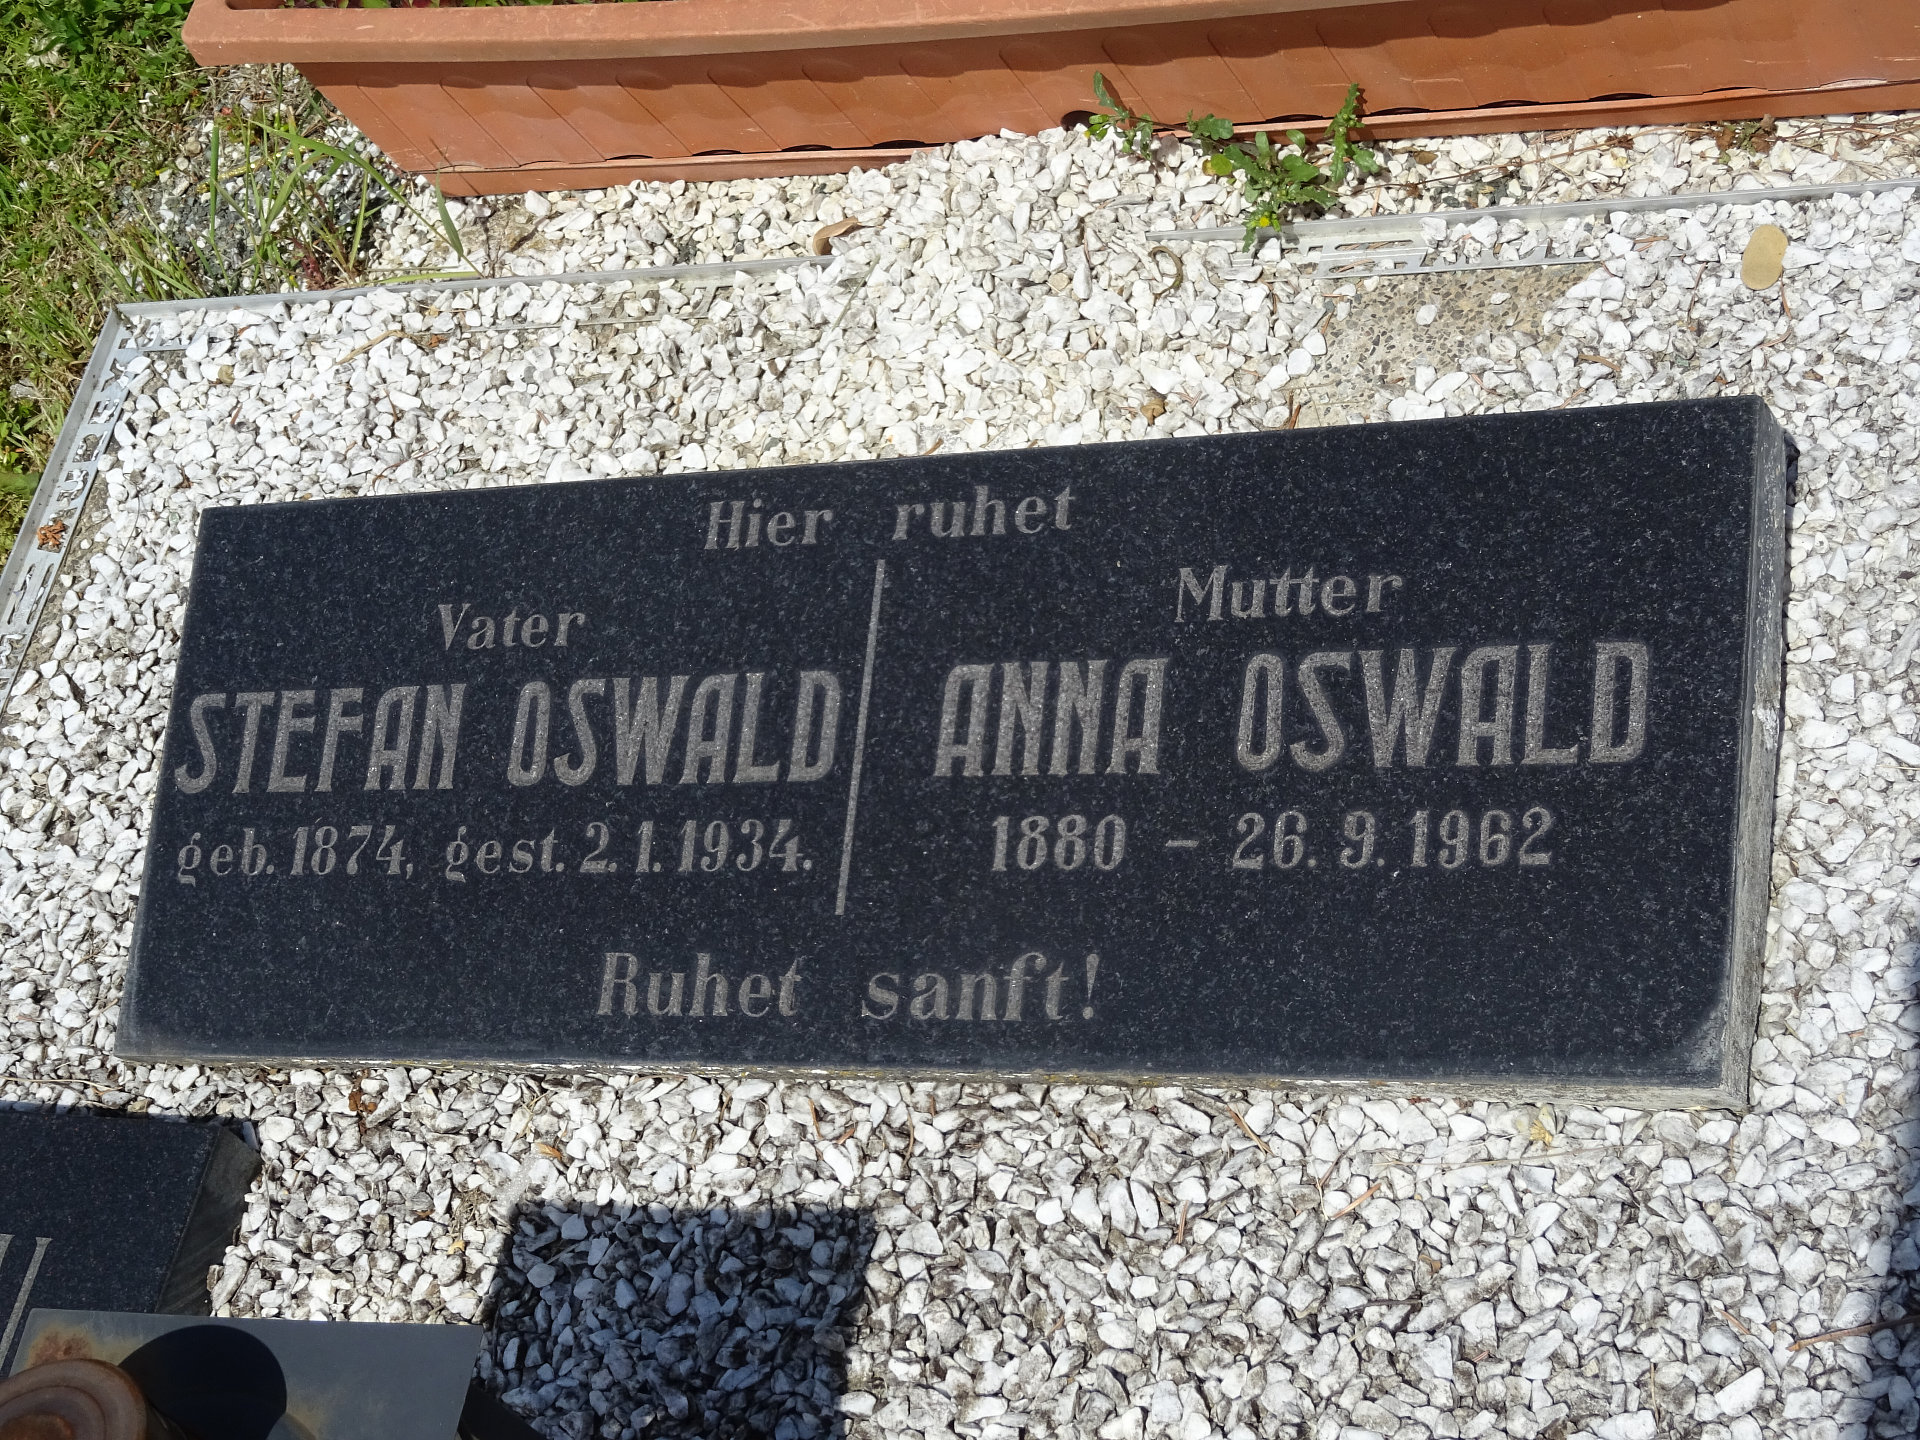 Hier ruhet
Vater
STEFAN OSWALD
geb. 1874, gest. 2. 1. 1934.
Mutter
ANNA OSWALD
1880 - 26. 9. 1962
Ruhet sanft!